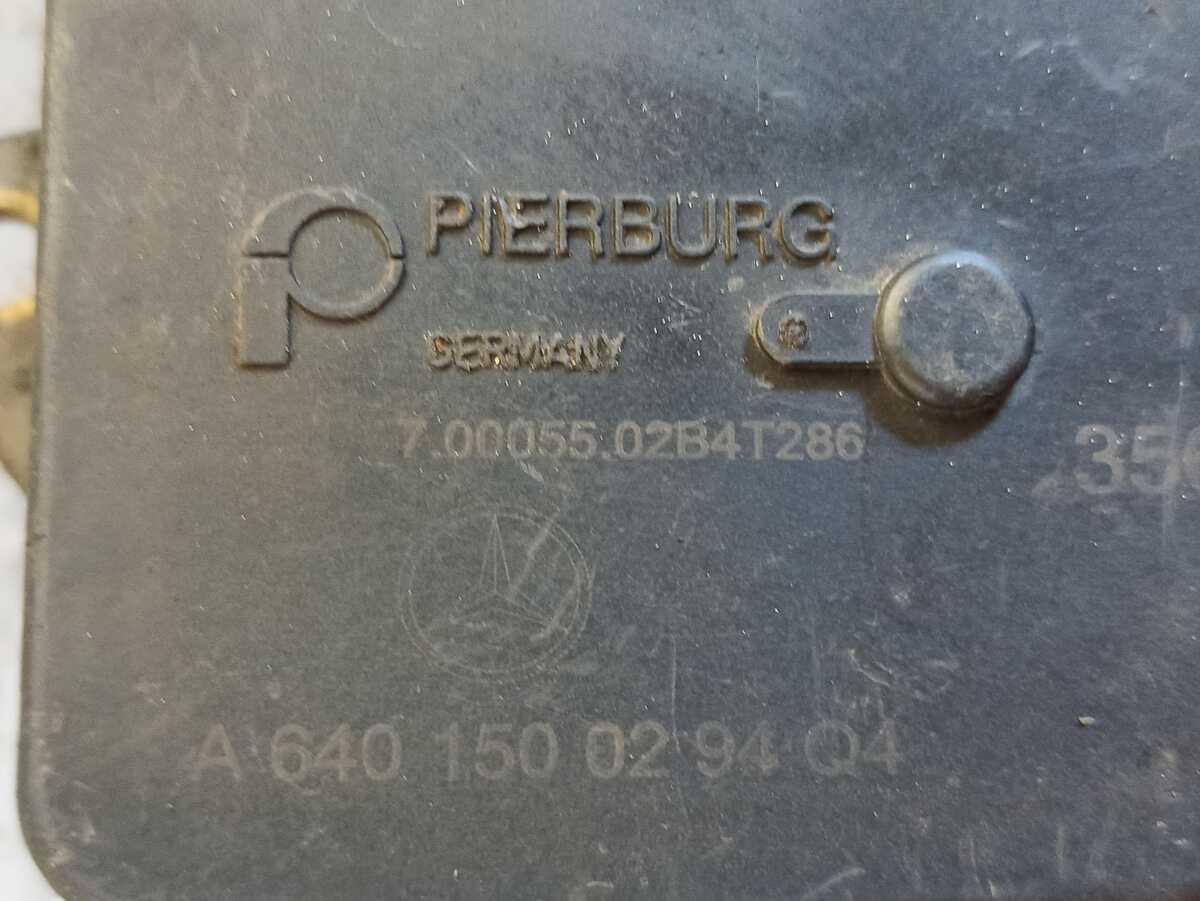 PIERBURG
GERMANY
7.00055.02B4T286
A 640 150 02 94 Q4